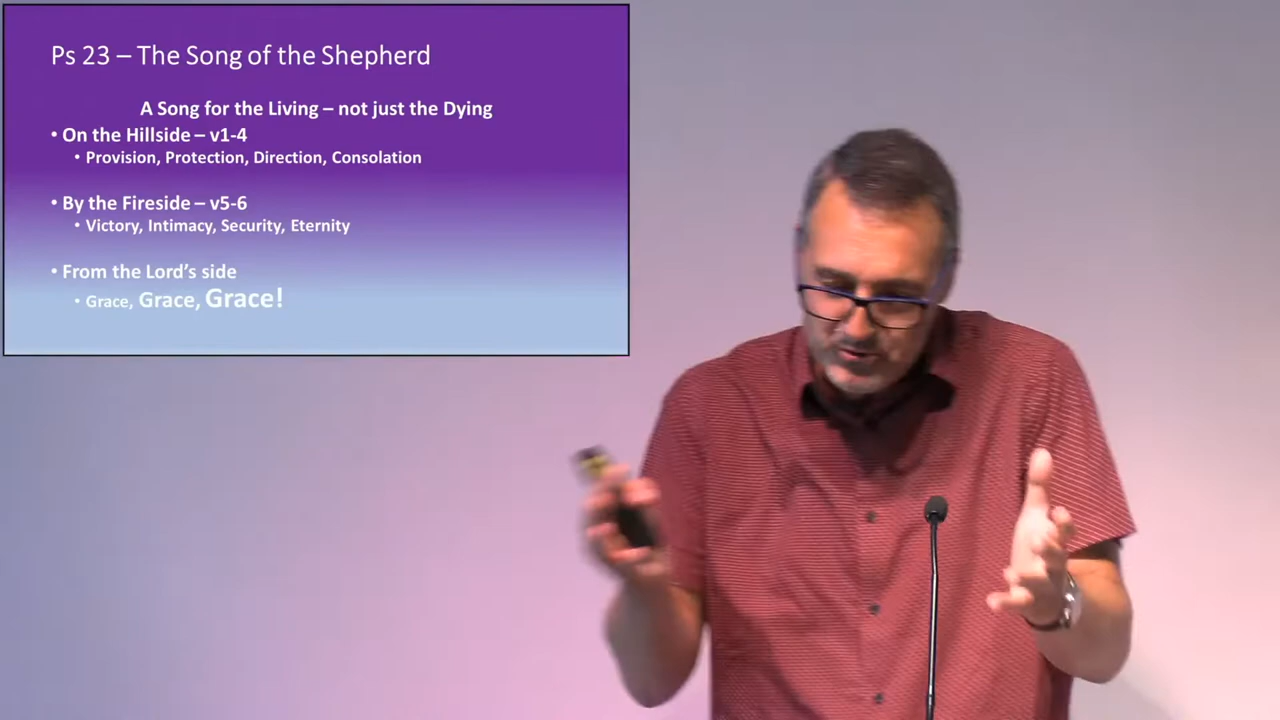 Ps 23 – The Song of the Shepherd
A Song for the Living – not just the Dying
• On the Hillside – v1-4
• Provision, Protection, Direction, Consolation
• By the Fireside – v5-6
• Victory, Intimacy, Security, Eternity
• From the Lord's side
• Grace, Grace, Grace!